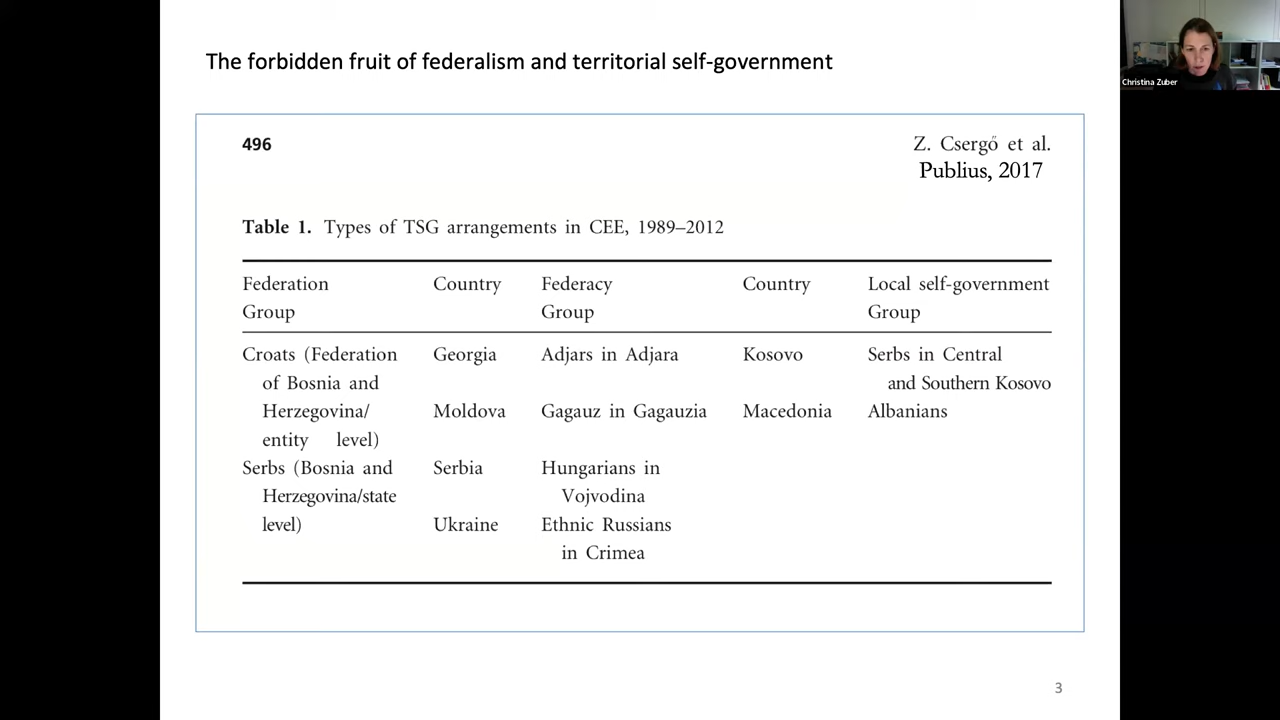 The forbidden fruit of federalism and territorial self-government
Christina Zuber
496
Z. Csergő et al.
Publius, 2017
Table 1. Types of TSG arrangements in CEE, 1989–2012
Federation Country Federacy Country Local self-government
Group Group Group
Croats (Federation Georgia Adjars in Adjara Kosovo Serbs in Central
of Bosnia and and Southern Kosovo
Herzegovina/ Moldova Gagauz in Gagauzia Macedonia Albanians
entity level)
Serbs (Bosnia and Serbia Hungarians in
Herzegovina/state Vojvodina
level) Ukraine Ethnic Russians
in Crimea
3